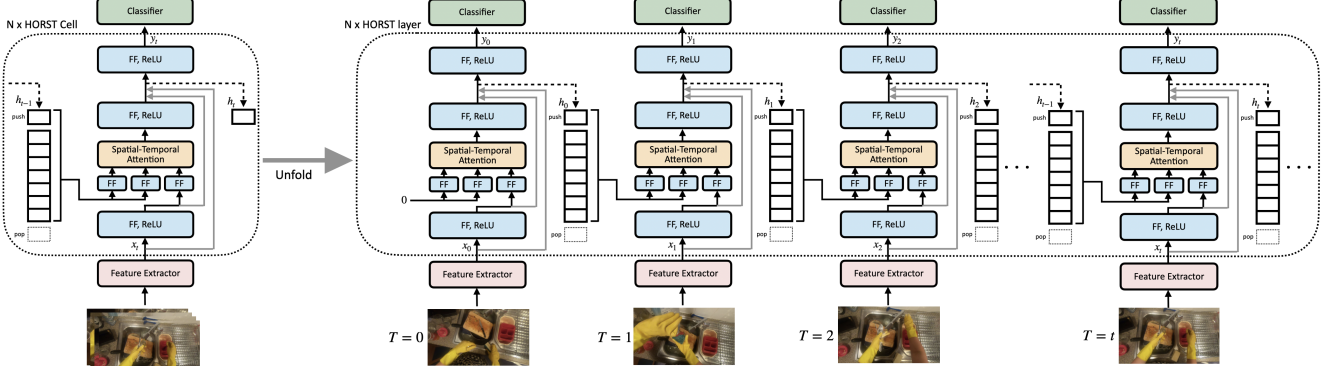 Classifier
N x HORST Cell
y_t
FF, ReLU
h_{t-1}
h_t
push
FF, ReLU
Spatial-Temporal
Attention
FF FF FF
FF, ReLU
pop
x_t
Feature Extractor
Unfold
N x HORST layer
Classifier
y_0
FF, ReLU
h_0
push
FF, ReLU
Spatial-Temporal
Attention
FF FF FF
0
FF, ReLU
pop
x_0
Feature Extractor
T = 0
Classifier
y_1
FF, ReLU
h_1
push
FF, ReLU
Spatial-Temporal
Attention
FF FF FF
FF, ReLU
pop
x_1
Feature Extractor
T = 1
Classifier
y_2
FF, ReLU
h_2
push
FF, ReLU
Spatial-Temporal
Attention
FF FF FF
FF, ReLU
pop
x_2
Feature Extractor
T = 2
. . .
Classifier
y_t
FF, ReLU
h_{t-1}
h_t
push
push
FF, ReLU
Spatial-Temporal
Attention
FF FF FF
FF, ReLU
pop
pop
x_t
Feature Extractor
T = t
. . . .